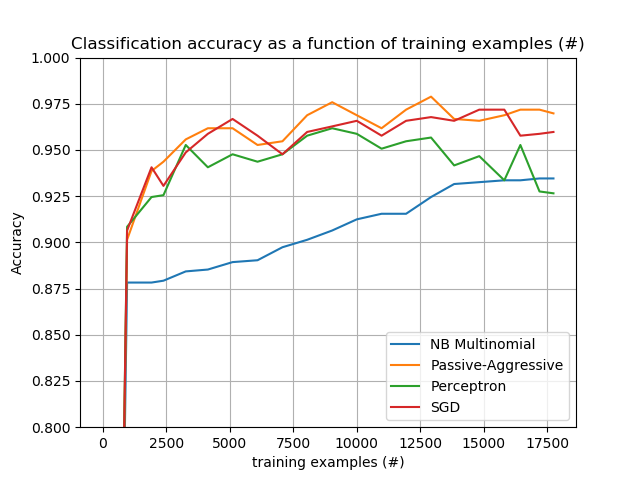 Classification accuracy as a function of training examples (#)
1.000
0.975
0.950
0.925
0.900
0.875
0.850
0.825
0.800
Accuracy
NB Multinomial
Passive-Aggressive
Perceptron
SGD
0 2500 5000 7500 10000 12500 15000 17500
training examples (#)